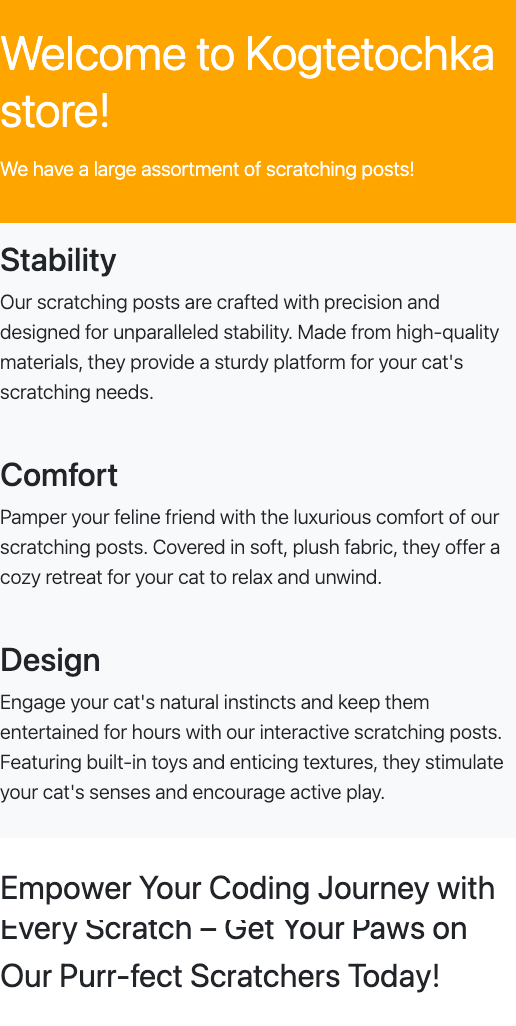 Welcome to Kogtetochka
store!
We have a large assortment of scratching posts!
Stability
Our scratching posts are crafted with precision and
designed for unparalleled stability. Made from high-quality
materials, they provide a sturdy platform for your cat's
scratching needs.
Comfort
Pamper your feline friend with the luxurious comfort of our
scratching posts. Covered in soft, plush fabric, they offer a
cozy retreat for your cat to relax and unwind.
Design
Engage your cat's natural instincts and keep them
entertained for hours with our interactive scratching posts.
Featuring built-in toys and enticing textures, they stimulate
your cat's senses and encourage active play.
Empower Your Coding Journey with
Every Scratch – Get Your Paws on
Our Purr-fect Scratchers Today!